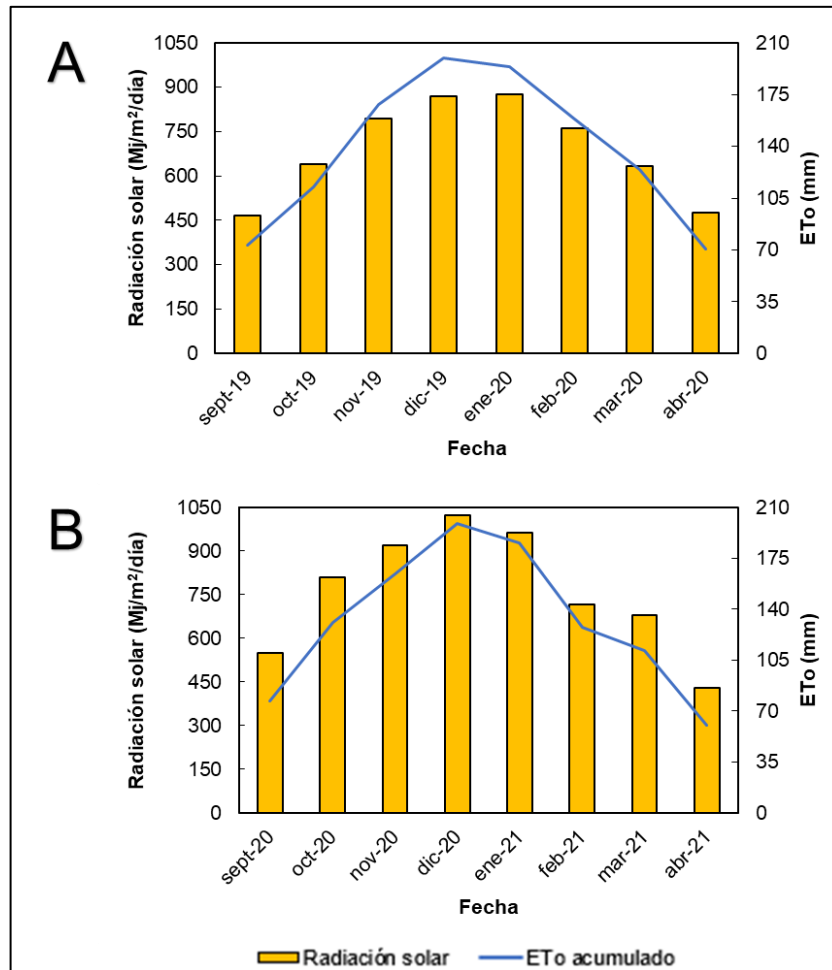 A
Radiación solar (Mj/m²/día)
1050
900
750
600
450
300
150
0
210
175
140
105
70
35
0
ETo (mm)
sept-19
oct-19
nov-19
dic-19
ene-20
feb-20
mar-20
abr-20
Fecha
B
Radiación solar (Mj/m²/día)
1050
900
750
600
450
300
150
0
210
175
140
105
70
35
0
ETo (mm)
sept-20
oct-20
nov-20
dic-20
ene-21
feb-21
mar-21
abr-21
Fecha
Radiación solar
ETo acumulado